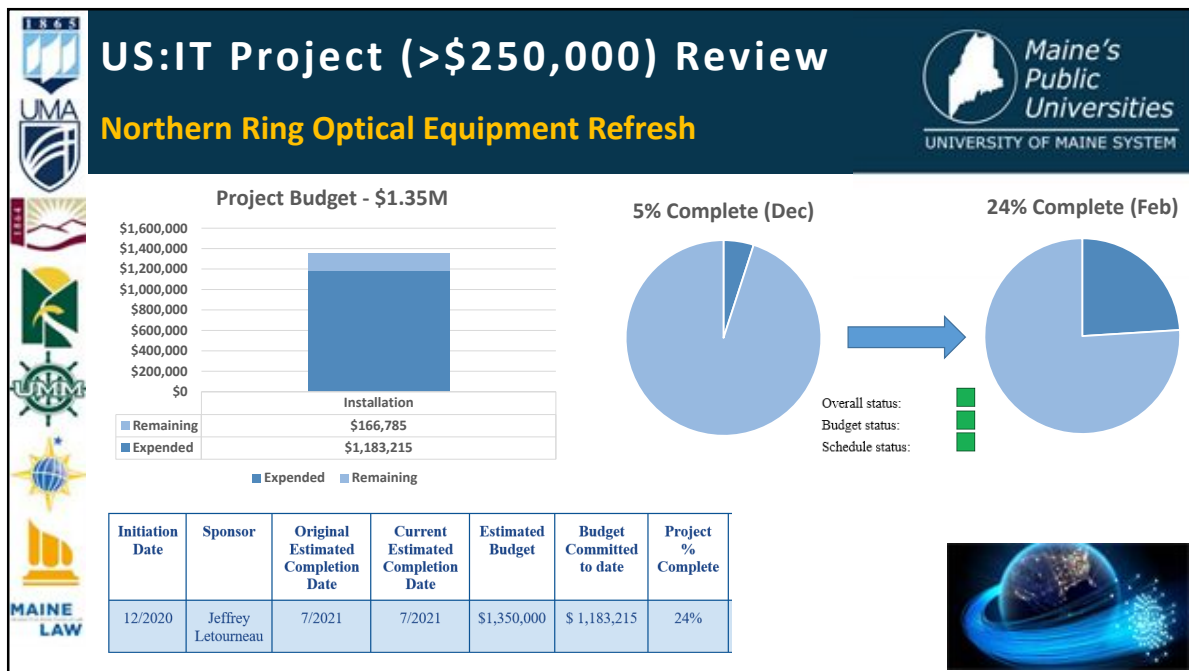 1865
UMA
1864
UMM
MAINE
LAW
US:IT Project (>$250,000) Review
Northern Ring Optical Equipment Refresh
Maine's
Public
Universities
UNIVERSITY OF MAINE SYSTEM
Project Budget - $1.35M
$1,600,000
$1,400,000
$1,200,000
$1,000,000
$800,000
$600,000
$400,000
$200,000
$0
Installation
Remaining $166,785
Expended $1,183,215
Expended Remaining
5% Complete (Dec)
24% Complete (Feb)
Overall status:
Budget status:
Schedule status:
Initiation Date Sponsor Original Estimated Completion Date Current Estimated Completion Date Estimated Budget Budget Committed to date Project % Complete
12/2020 Jeffrey Letourneau 7/2021 7/2021 $1,350,000 $ 1,183,215 24%